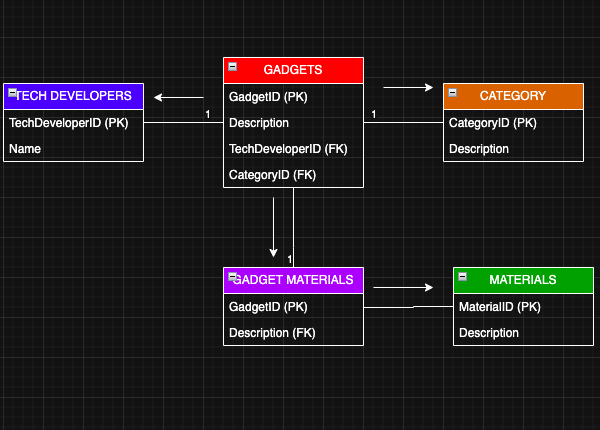 GADGETS
GadgetID (PK)
Description
TechDeveloperID (FK)
CategoryID (FK)
TECH DEVELOPERS
TechDeveloperID (PK)
Name
1
1
CATEGORY
CategoryID (PK)
Description
1
GADGET MATERIALS
GadgetID (PK)
Description (FK)
MATERIALS
MaterialID (PK)
Description